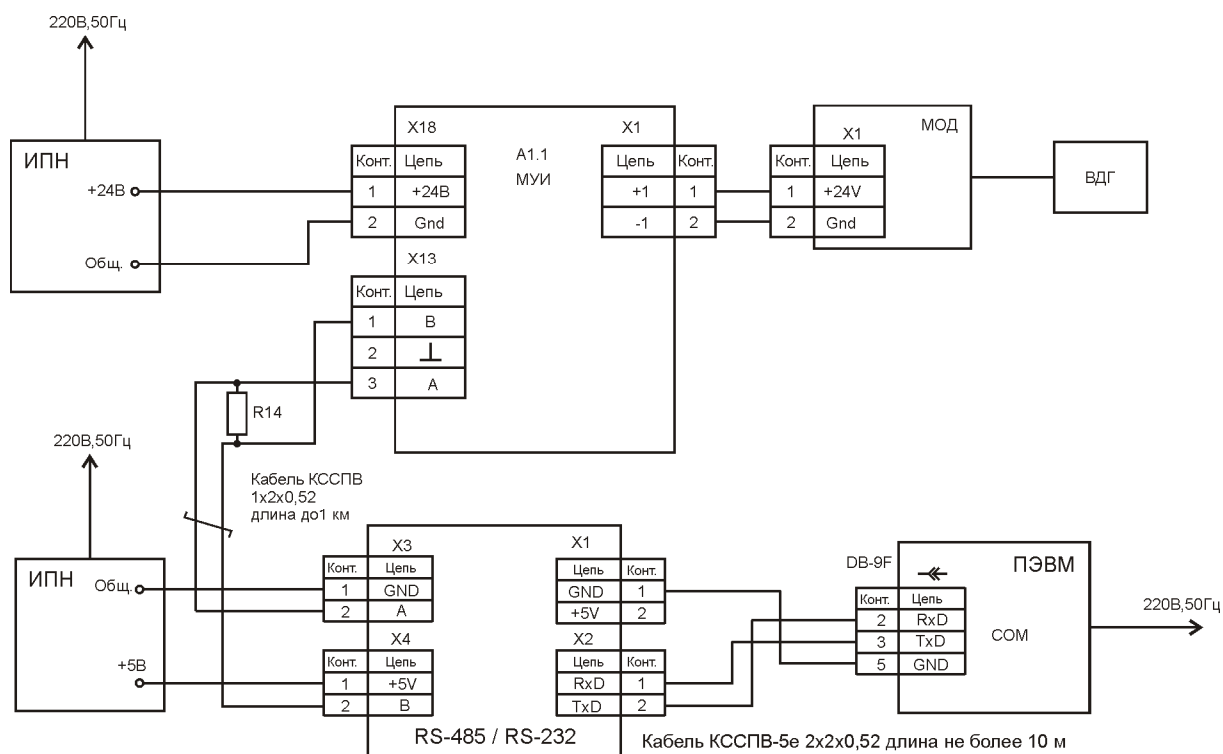 220В,50Гц
ИПН
+24В
Общ.
X18
Конт. Цепь
1 +24В
2 Gnd
X13
Конт. Цепь
1 B
2
3 A
A1.1
МУИ
X1
Цепь Конт.
+1 1
-1 2
МОД
X1
Конт. Цепь
1 +24V
2 Gnd
ВДГ
R14
Кабель КССПВ
1х2х0,52
длина до1 км
220В,50Гц
ИПН
Общ.
+5В
X3
Конт. Цепь
1 GND
2 A
X4
Конт. Цепь
1 +5V
2 B
X1
Цепь Конт.
GND 1
+5V 2
X2
Цепь Конт.
RxD 1
TxD 2
RS-485 / RS-232
DB-9F
ПЭВМ
Конт. Цепь
2 RxD
3 TxD
5 GND
COM
220В,50Гц
Кабель КССПВ-5е 2х2х0,52 длина не более 10 м